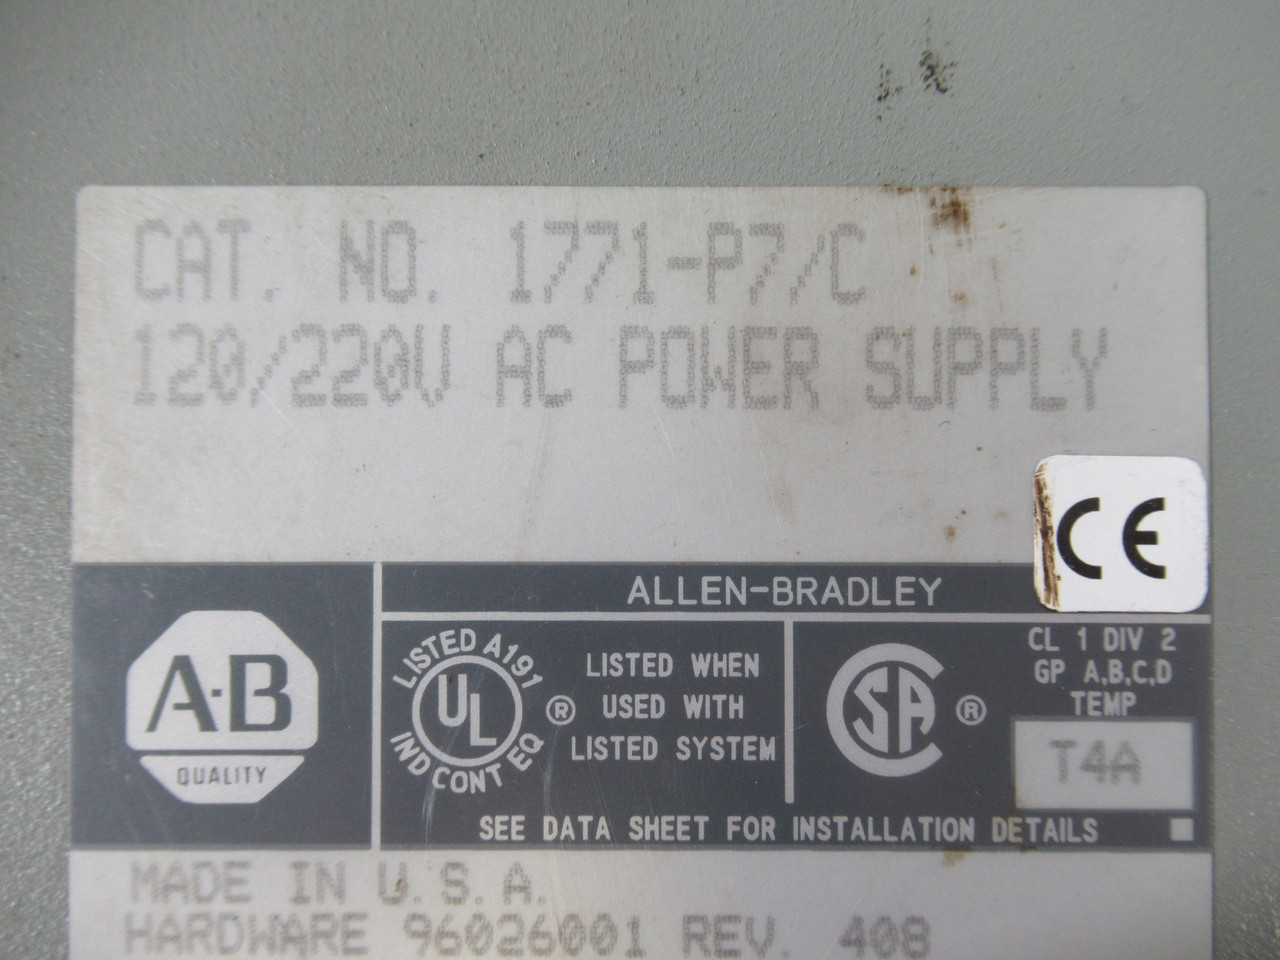 CAT. NO. 1771-P7/C
120/220V AC POWER SUPPLY
CE
ALLEN-BRADLEY
A·B
QUALITY
LISTED A191
UL
IND CONT EQ
®
LISTED WHEN
USED WITH
LISTED SYSTEM
SA
®
CL 1 DIV 2
GP A,B,C,D
TEMP
T4A
SEE DATA SHEET FOR INSTALLATION DETAILS
MADE IN U.S.A.
HARDWARE 96026001 REV. 408